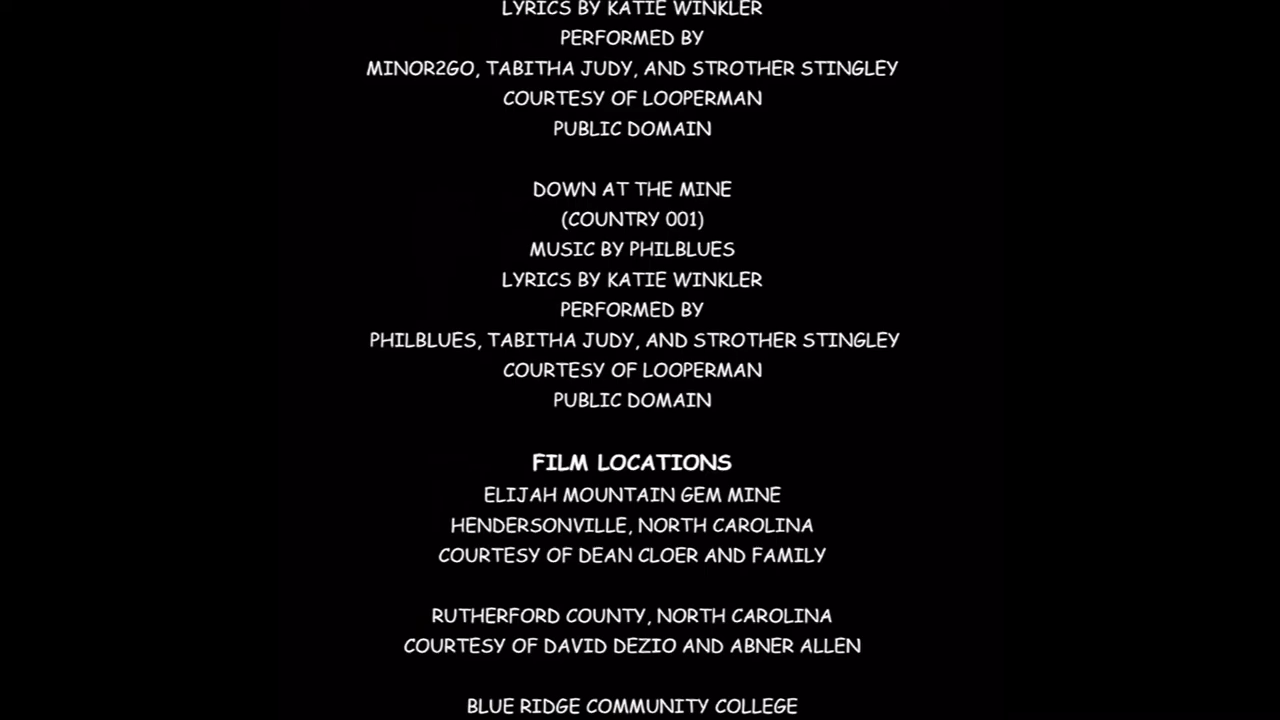 LYRICS BY KATIE WINKLER
PERFORMED BY
MINOR2GO, TABITHA JUDY, AND STROTHER STINGLEY
COURTESY OF LOOPERMAN
PUBLIC DOMAIN
DOWN AT THE MINE
(COUNTRY 001)
MUSIC BY PHILBLUES
LYRICS BY KATIE WINKLER
PERFORMED BY
PHILBLUES, TABITHA JUDY, AND STROTHER STINGLEY
COURTESY OF LOOPERMAN
PUBLIC DOMAIN
FILM LOCATIONS
ELIJAH MOUNTAIN GEM MINE
HENDERSONVILLE, NORTH CAROLINA
COURTESY OF DEAN CLOER AND FAMILY
RUTHERFORD COUNTY, NORTH CAROLINA
COURTESY OF DAVID DEZIO AND ABNER ALLEN
BLUE RIDGE COMMUNITY COLLEGE